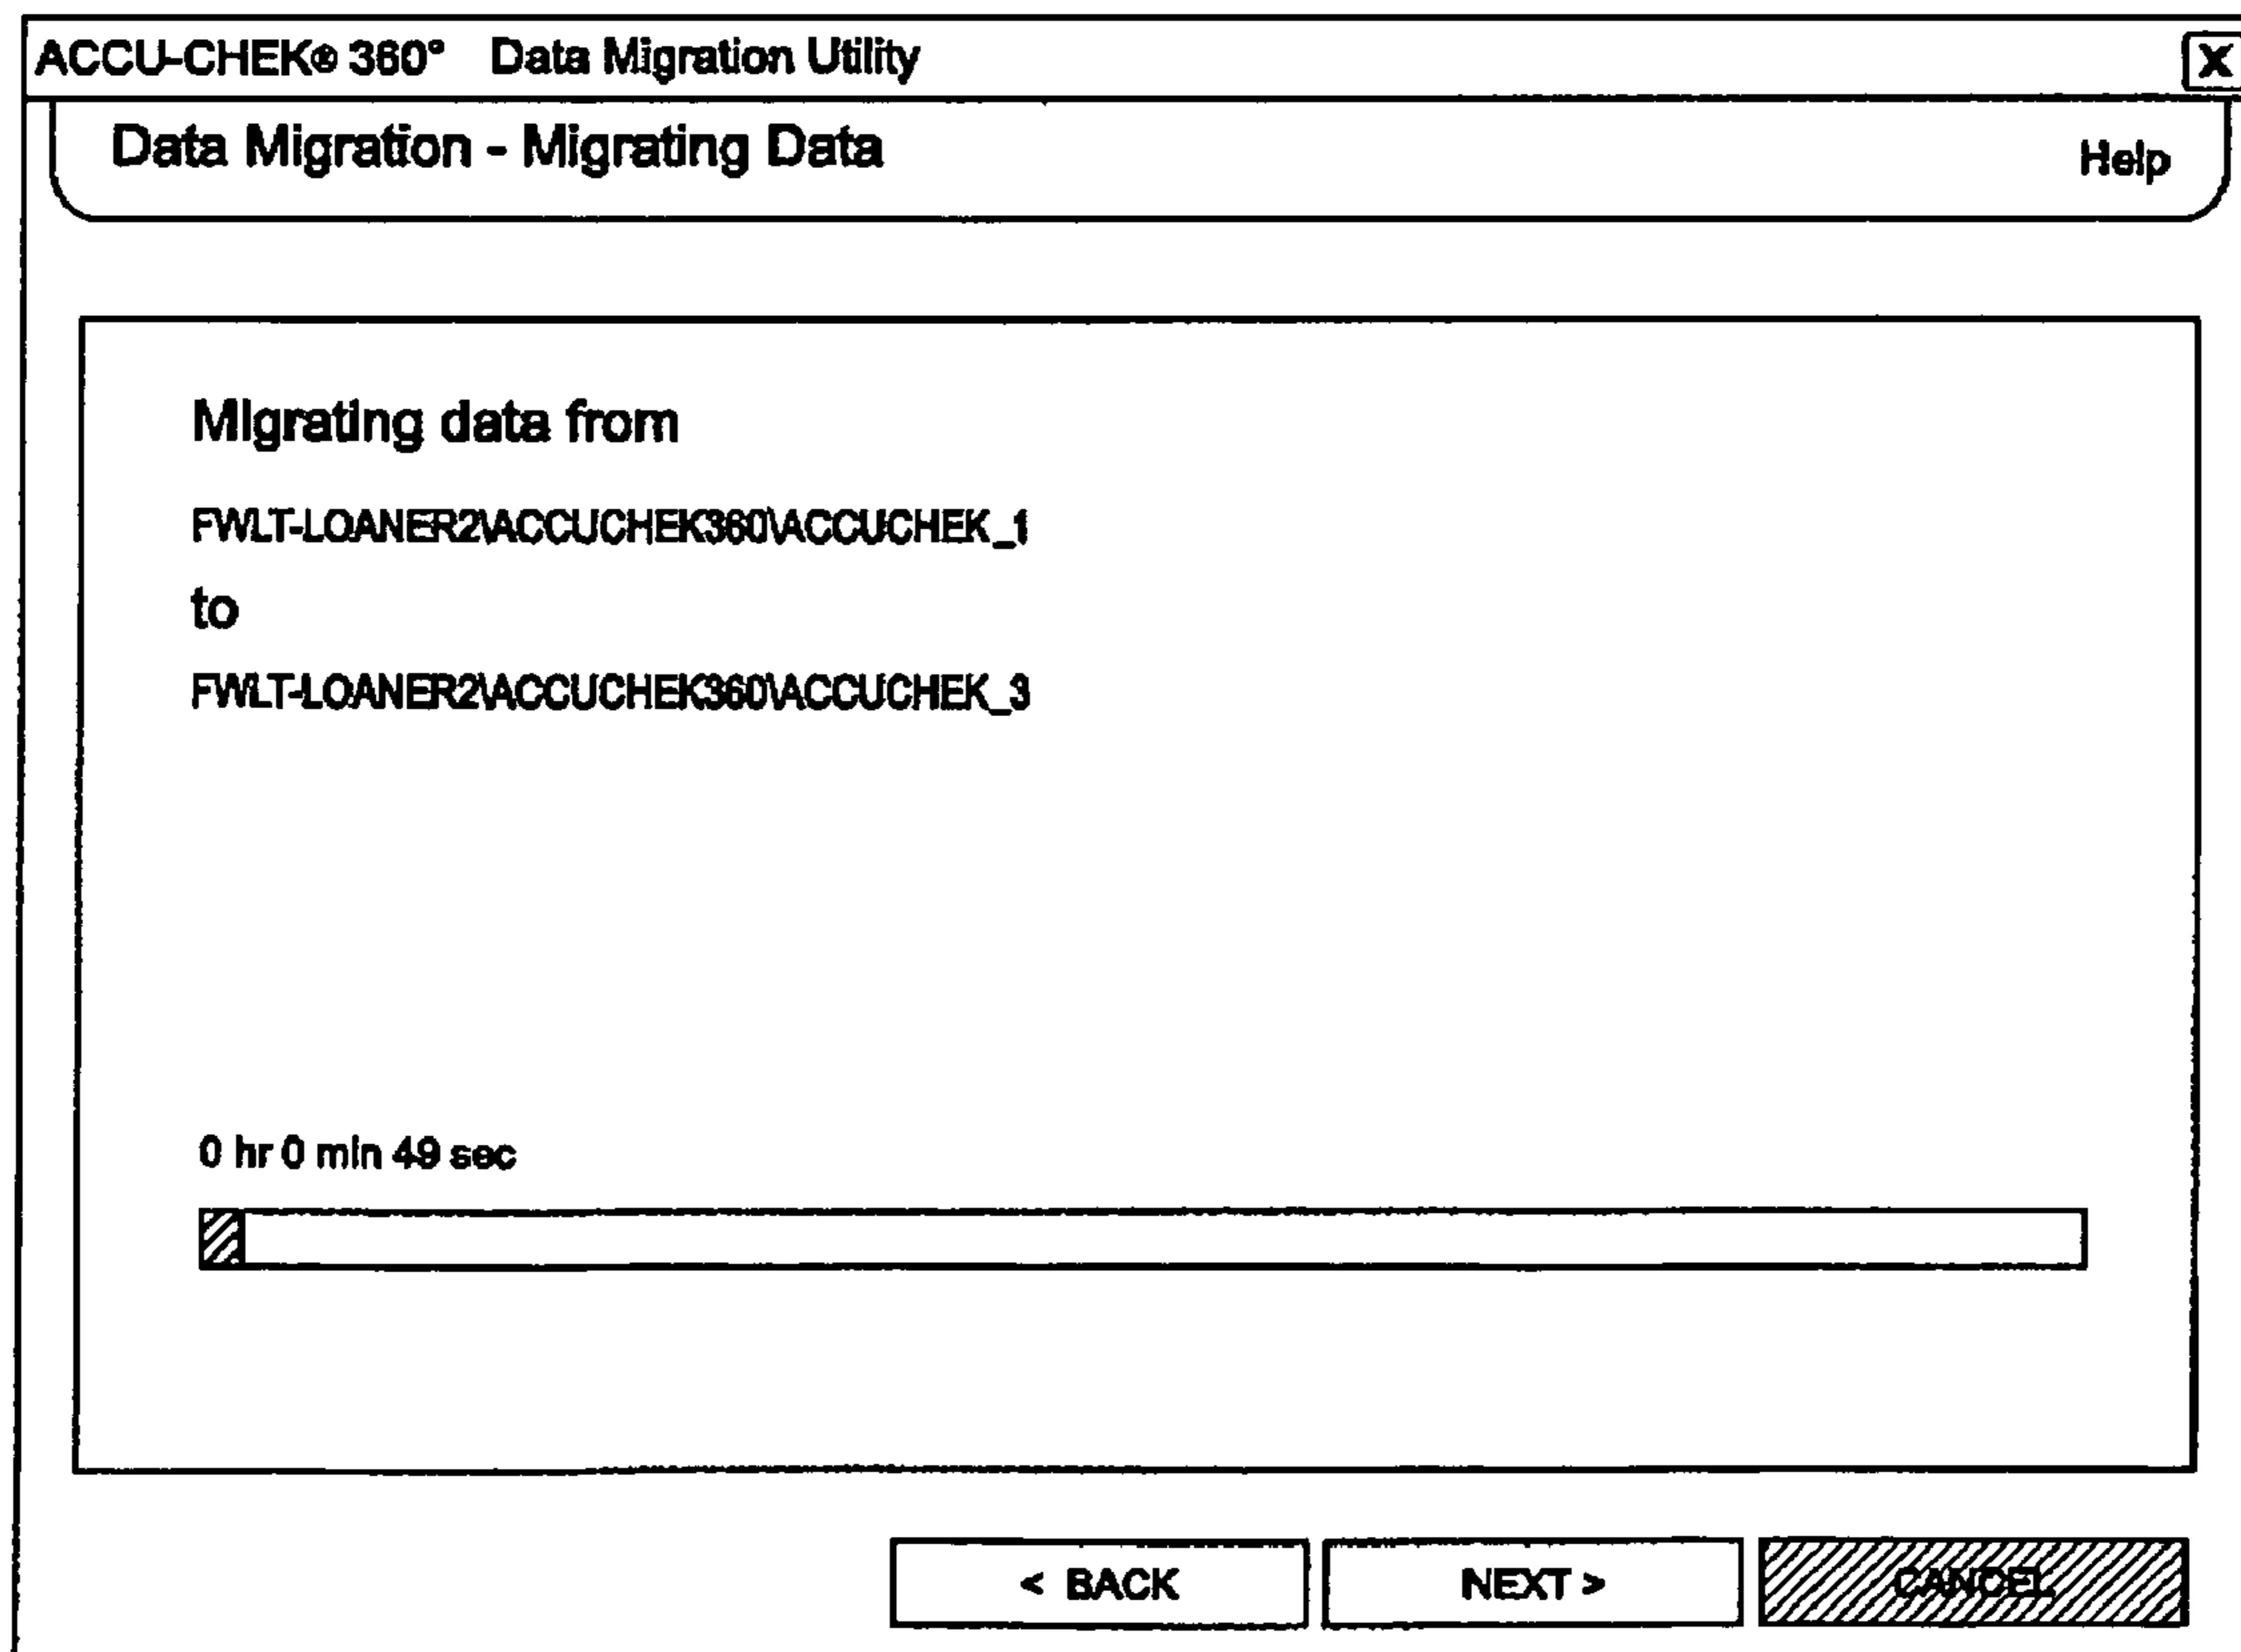 ACCU-CHEK® 360° Data Migration Utility X
Data Migration - Migrating Data Help
Migrating data from
FWLT-LOANER2\ACCUCHEK360\ACCUCHEK_1
to
FWLT-LOANER2\ACCUCHEK360\ACCUCHEK_3
0 hr 0 min 49 sec
< BACK NEXT > CANCEL